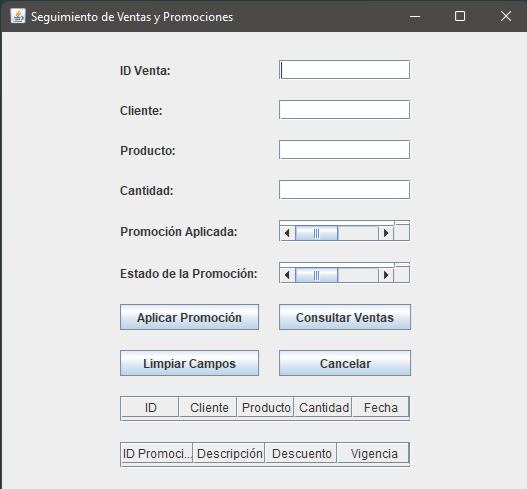 Seguimiento de Ventas y Promociones
ID Venta:
Cliente:
Producto:
Cantidad:
Promoción Aplicada:
Estado de la Promoción:
Aplicar Promoción Consultar Ventas
Limpiar Campos Cancelar
ID Cliente Producto Cantidad Fecha
ID Promoci... Descripción Descuento Vigencia